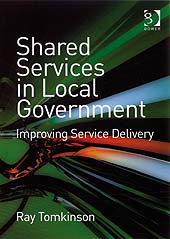 GOWER
Shared
Services
in Local
Government
Improving Service Delivery
Ray Tomkinson